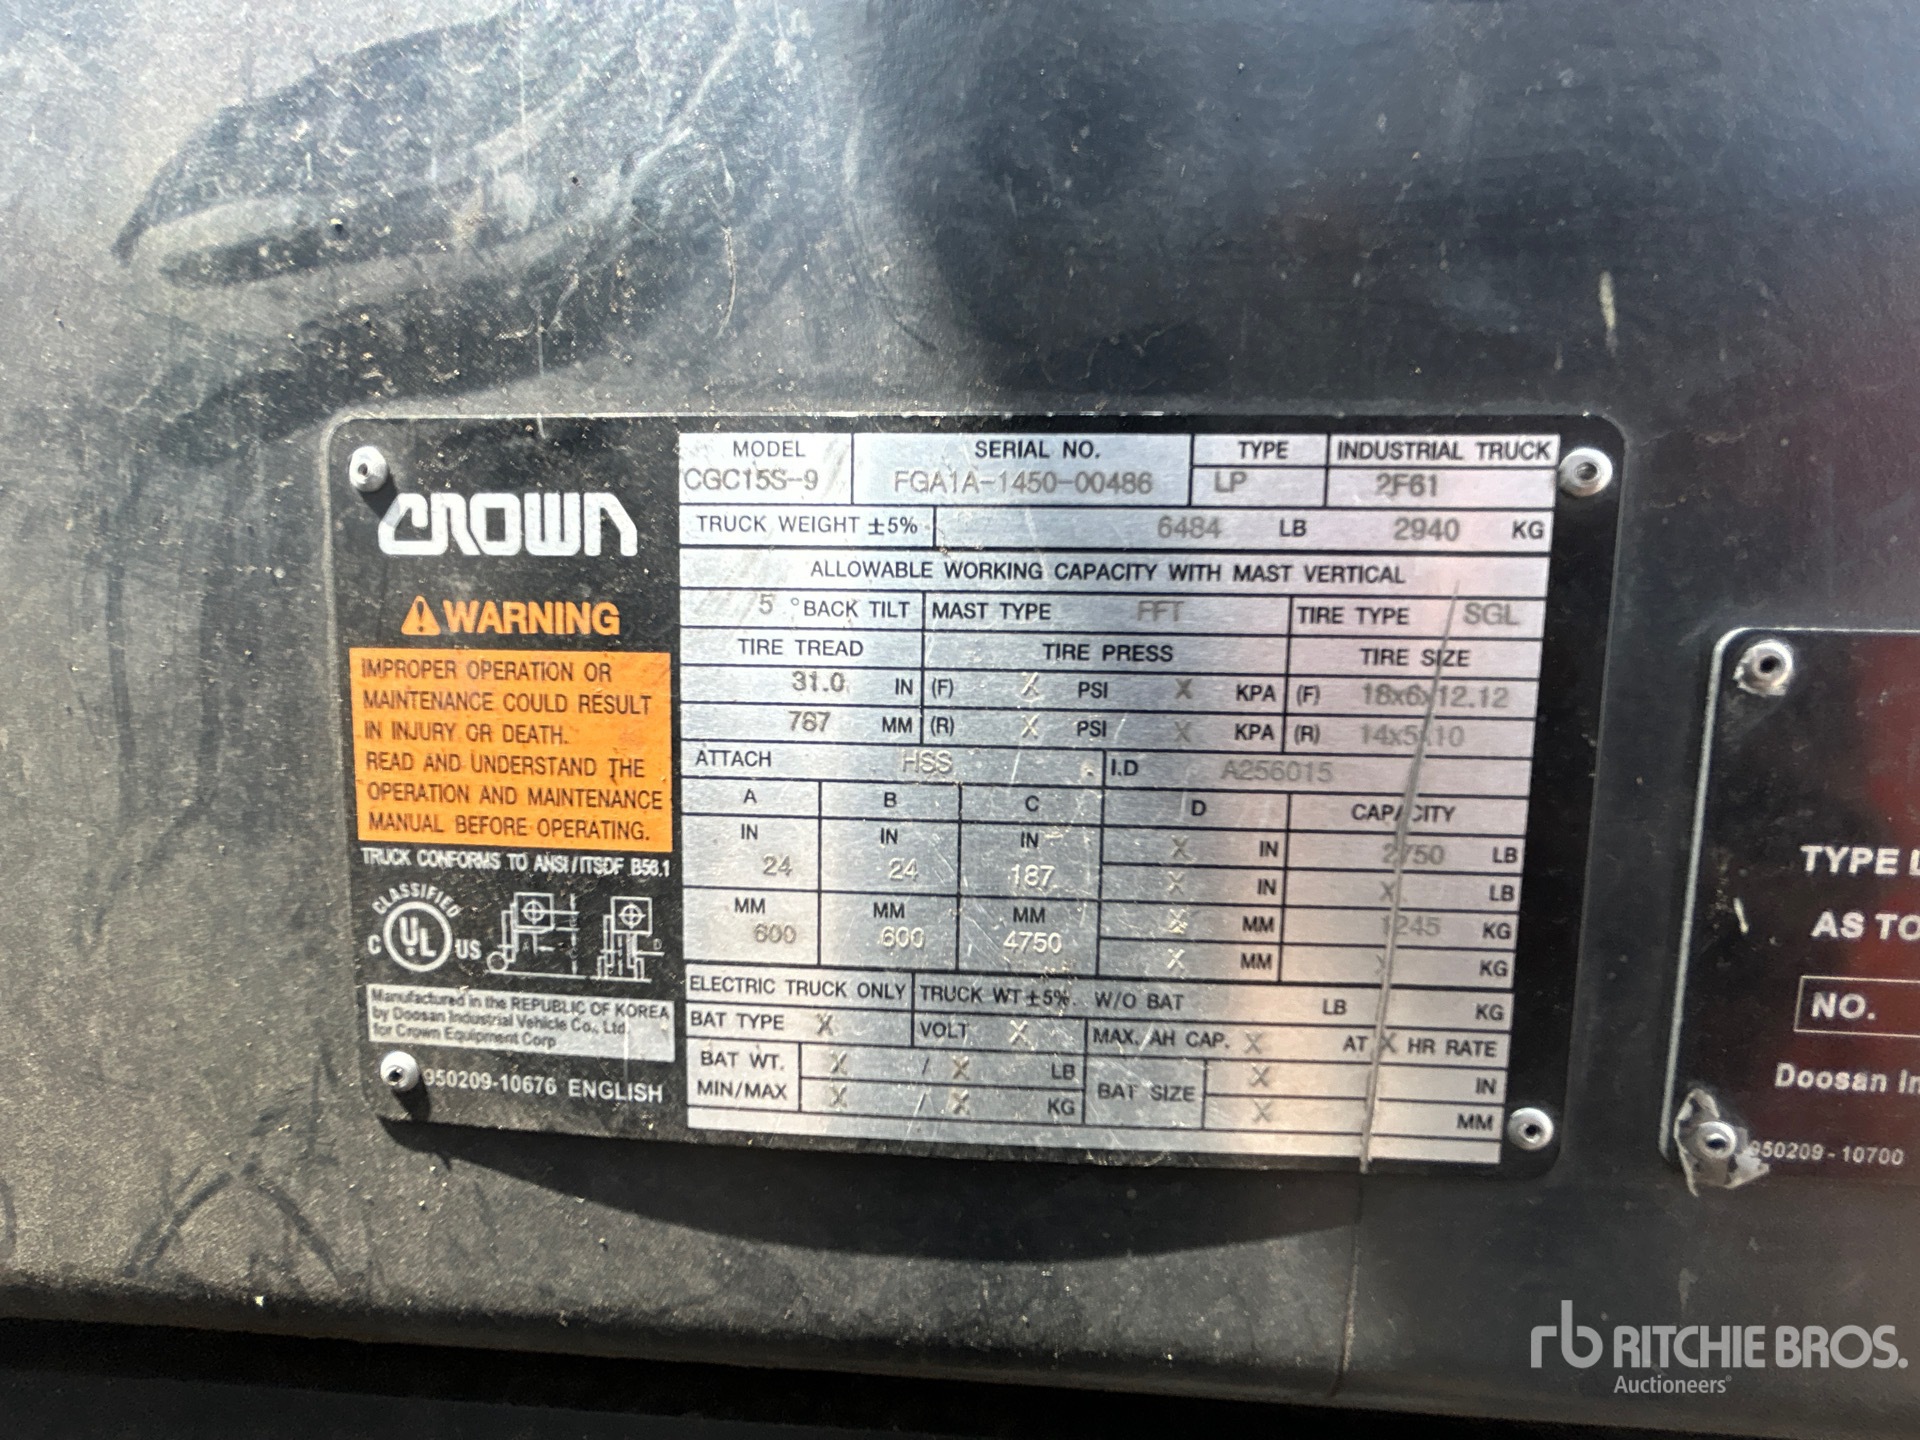 CROWN
WARNING
IMPROPER OPERATION OR
MAINTENANCE COULD RESULT
IN INJURY OR DEATH.
READ AND UNDERSTAND THE
OPERATION AND MAINTENANCE
MANUAL BEFORE OPERATING.
TRUCK CONFORMS TO ANSI/ITSDF B56.1
CLASSIFIED
C UL US
A D
Manufactured in the REPUBLIC OF KOREA
by Doosan Industrial Vehicle Co., Ltd.
for Crown Equipment Corp
950209-10676 ENGLISH
MODEL SERIAL NO. TYPE INDUSTRIAL TRUCK
CGC15S-9 FGA1A-1450-00486 LP 2F61
TRUCK WEIGHT ±5% 6484 LB 2940 KG
ALLOWABLE WORKING CAPACITY WITH MAST VERTICAL
5 °BACK TILT MAST TYPE FFT TIRE TYPE SGL
TIRE TREAD TIRE PRESS TIRE SIZE
31.0 IN (F) X PSI X KPA (F) 18x6x12.12
787 MM (R) X PSI X KPA (R) 14x5x10
ATTACH HSS I.D A256015
A B C D CAPACITY
IN IN IN X IN 2750 LB
24 24 187 X IN X LB
MM MM MM X MM 1245 KG
600 600 4750 X MM X KG
ELECTRIC TRUCK ONLY TRUCK WT ±5%. W/O BAT LB KG
BAT TYPE X VOLT X MAX. AH CAP. X AT X HR RATE
BAT WT. X / X LB BAT SIZE X IN
MIN/MAX X / X KG X MM
TYPE L
AS TO
NO.
Doosan In
950209-10700
rb RITCHIE BROS.
Auctioneers